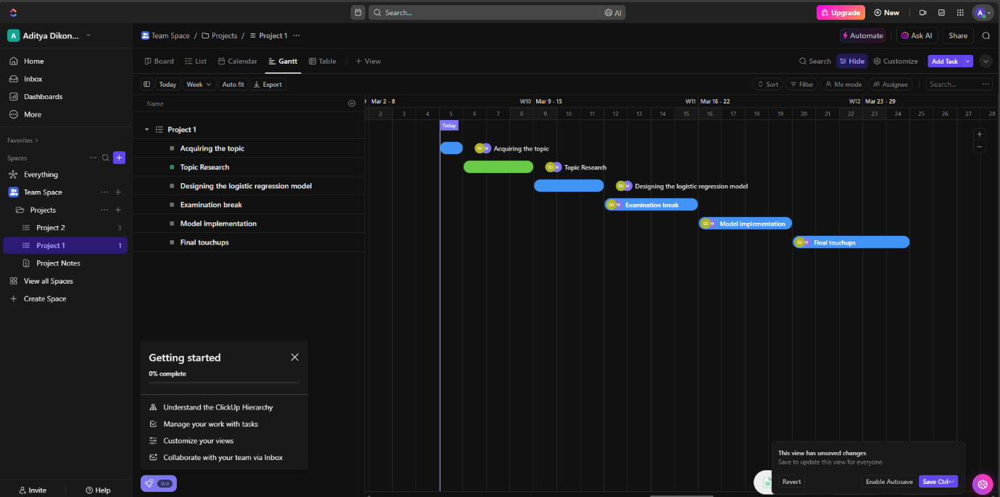 Search...
AI
Upgrade
New
A
A Aditya Dikon...
Team Space / Projects / Project 1 ...
Automate
Ask AI
Share
Home
Inbox
Dashboards
More
Favorites
Spaces
Everything
Team Space
Projects
Project 2 3
Project 1 1
Project Notes
View all Spaces
Create Space
Invite
Help
Board
List
Calendar
Gantt
Table
View
Search
Hide
Customize
Add Task
Today
Week
Auto fit
Export
Sort
Filter
Me mode
Assignee
Search...
Name
Mar 2 - 8 W10 Mar 9 - 15 W11 Mar 16 - 22 W12 Mar 23 - 29
2 3 4 5 6 7 8 9 10 11 12 13 14 15 16 17 18 19 20 21 22 23 24 25 26 27 28
Today
Project 1
Acquiring the topic
DJ M Acquiring the topic
Topic Research
DJ M Topic Research
Designing the logistic regression model
DJ M Designing the logistic regression model
Examination break
DJ M Examination break
Model implementation
DJ M Model implementation
Final touchups
DJ M Final touchups
Getting started
0% complete
Understand the ClickUp Hierarchy
Manage your work with tasks
Customize your views
Collaborate with your team via Inbox
0/4
This view has unsaved changes
Save to update this view for everyone.
Revert
Enable Autosave
Save Ctrl↵